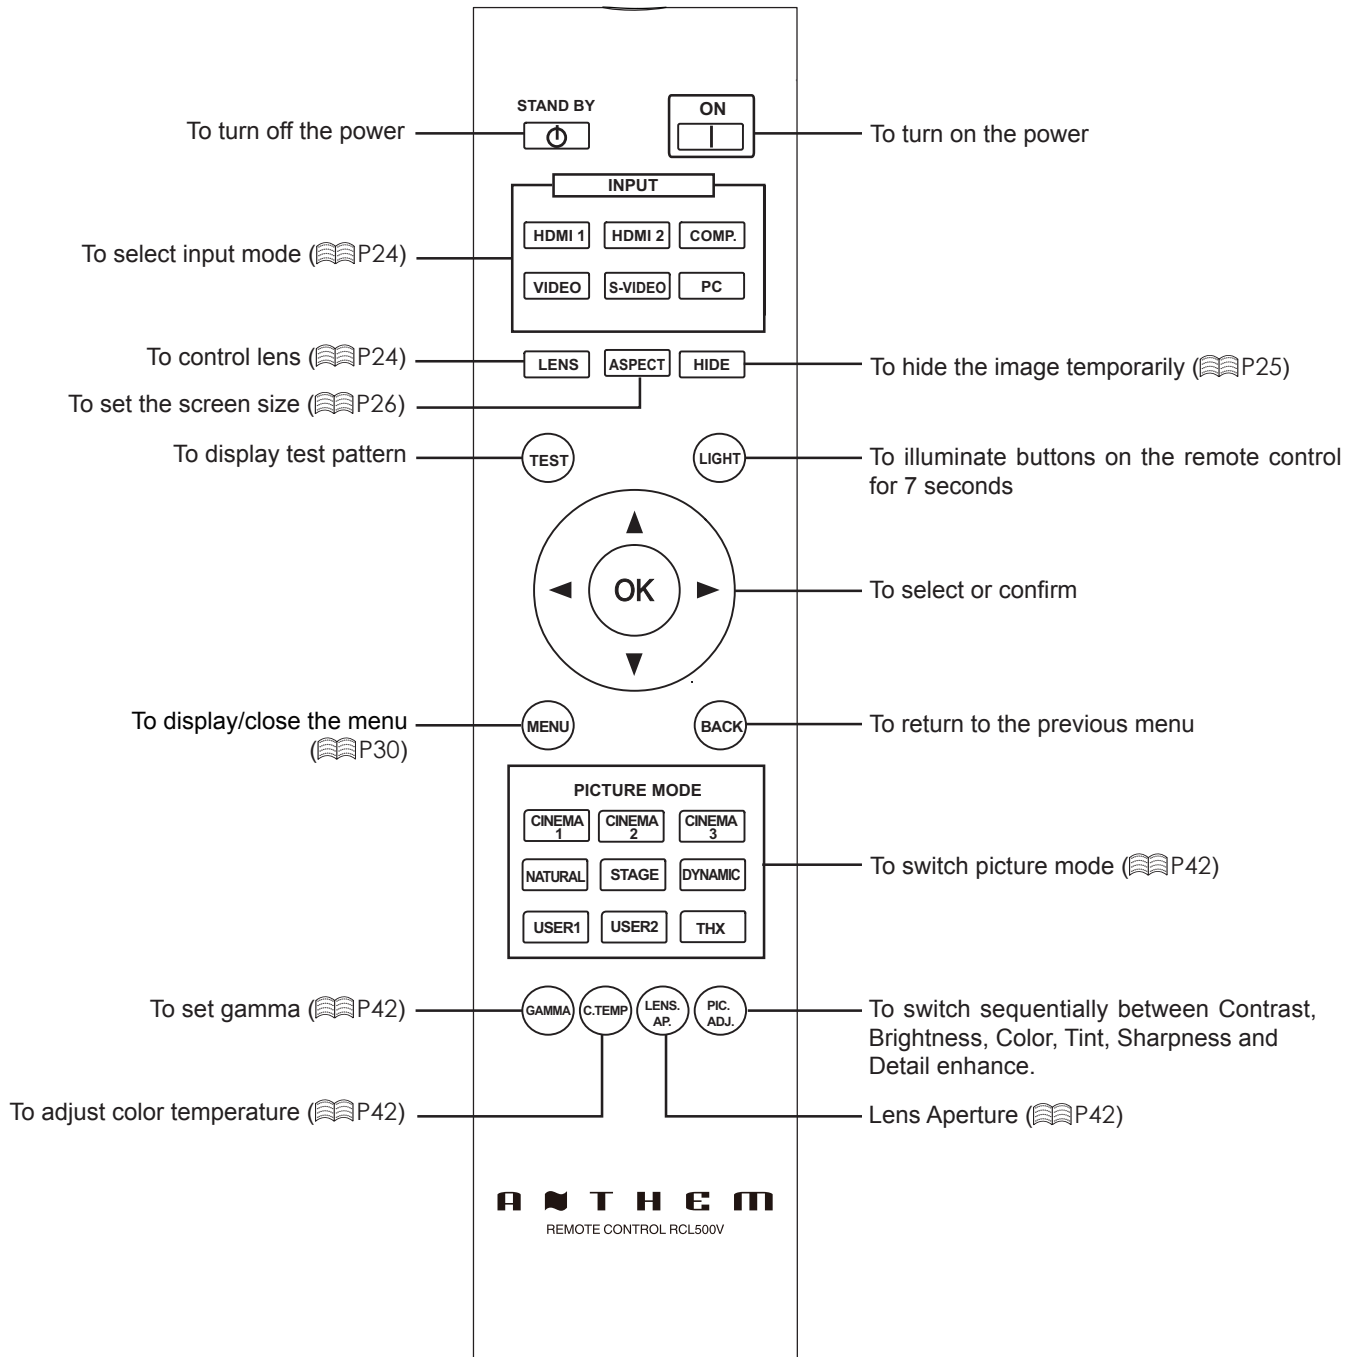 STAND BY
ON
To turn off the power
To turn on the power
INPUT
HDMI 1 HDMI 2 COMP.
To select input mode (P24)
VIDEO S-VIDEO PC
To control lens (P24)
LENS ASPECT HIDE
To hide the image temporarily (P25)
To set the screen size (P26)
To display test pattern
TEST
LIGHT
To illuminate buttons on the remote control
for 7 seconds
OK
To select or confirm
To display/close the menu
(P30)
MENU
BACK
To return to the previous menu
PICTURE MODE
CINEMA
1
CINEMA
2
CINEMA
3
NATURAL STAGE DYNAMIC
To switch picture mode (P42)
USER1 USER2 THX
To set gamma (P42)
GAMMA
C.TEMP
LENS.
AP.
PIC.
ADJ.
To switch sequentially between Contrast,
Brightness, Color, Tint, Sharpness and
Detail enhance.
To adjust color temperature (P42)
Lens Aperture (P42)
ANTHEM
REMOTE CONTROL RCL500V